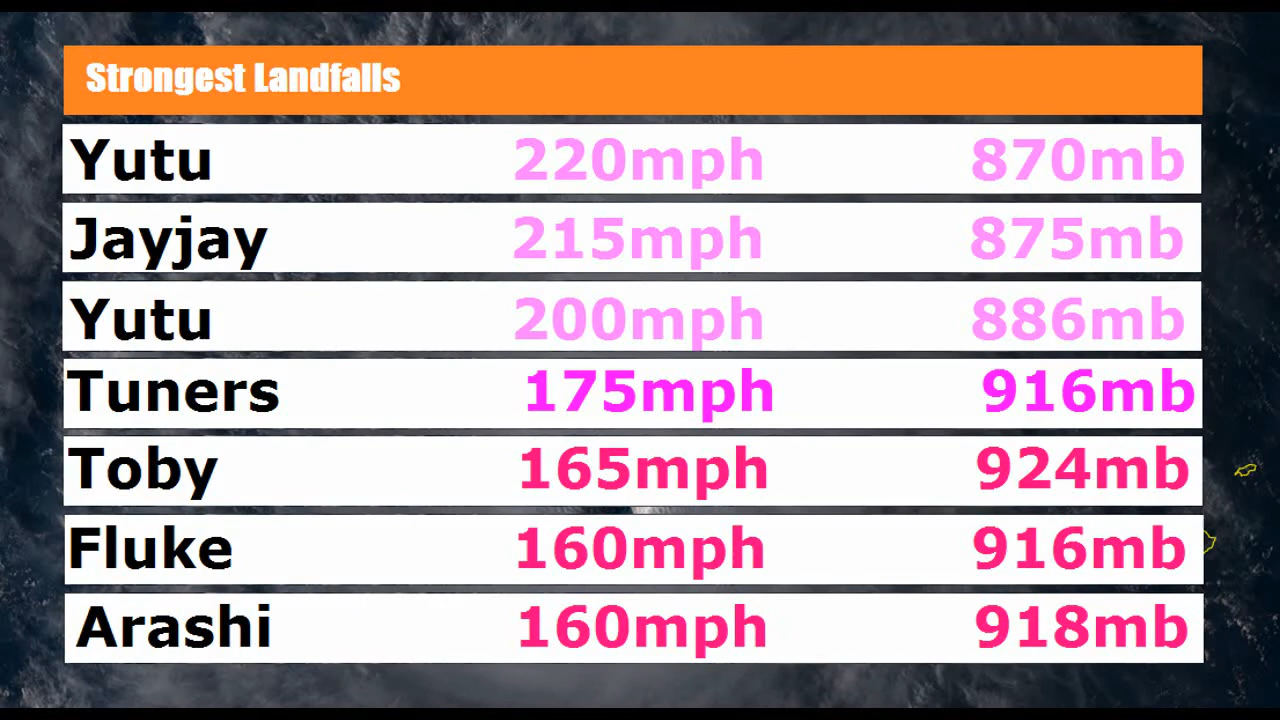 Strongest Landfalls
Yutu 220mph 870mb
Jayjay 215mph 875mb
Yutu 200mph 886mb
Tuners 175mph 916mb
Toby 165mph 924mb
Fluke 160mph 916mb
Arashi 160mph 918mb